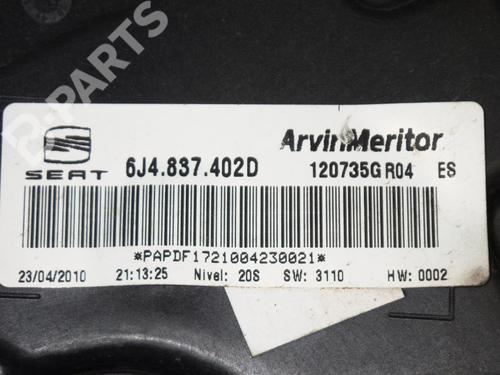 B-PARTS
SEAT
6J4.837.402D
ArvinMeritor
120735G R04 ES
*PAPDF1721004230021*
23/04/2010 21:13:25 Nivel: 20S SW: 3110 HW: 0002